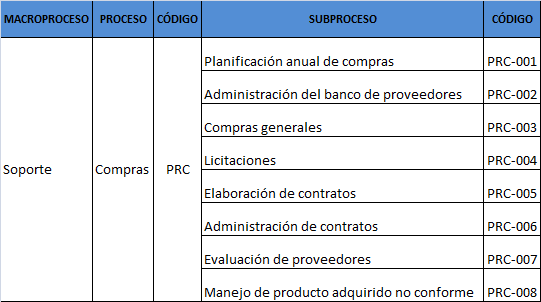 MACROPROCESO PROCESO CÓDIGO SUBPROCESO CÓDIGO
Planificación anual de compras PRC-001
Administración del banco de proveedores PRC-002
Compras generales PRC-003
Licitaciones PRC-004
Soporte Compras PRC
Elaboración de contratos PRC-005
Administración de contratos PRC-006
Evaluación de proveedores PRC-007
Manejo de producto adquirido no conforme PRC-008